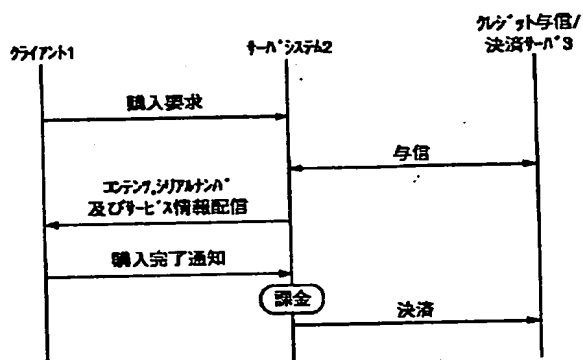 クライアント1
サーバシステム2
クレジット与信/
決済サーバ3
購入要求
与信
コンテンツ,シリアルナンバ
及びサービス情報配信
購入完了通知
課金
決済